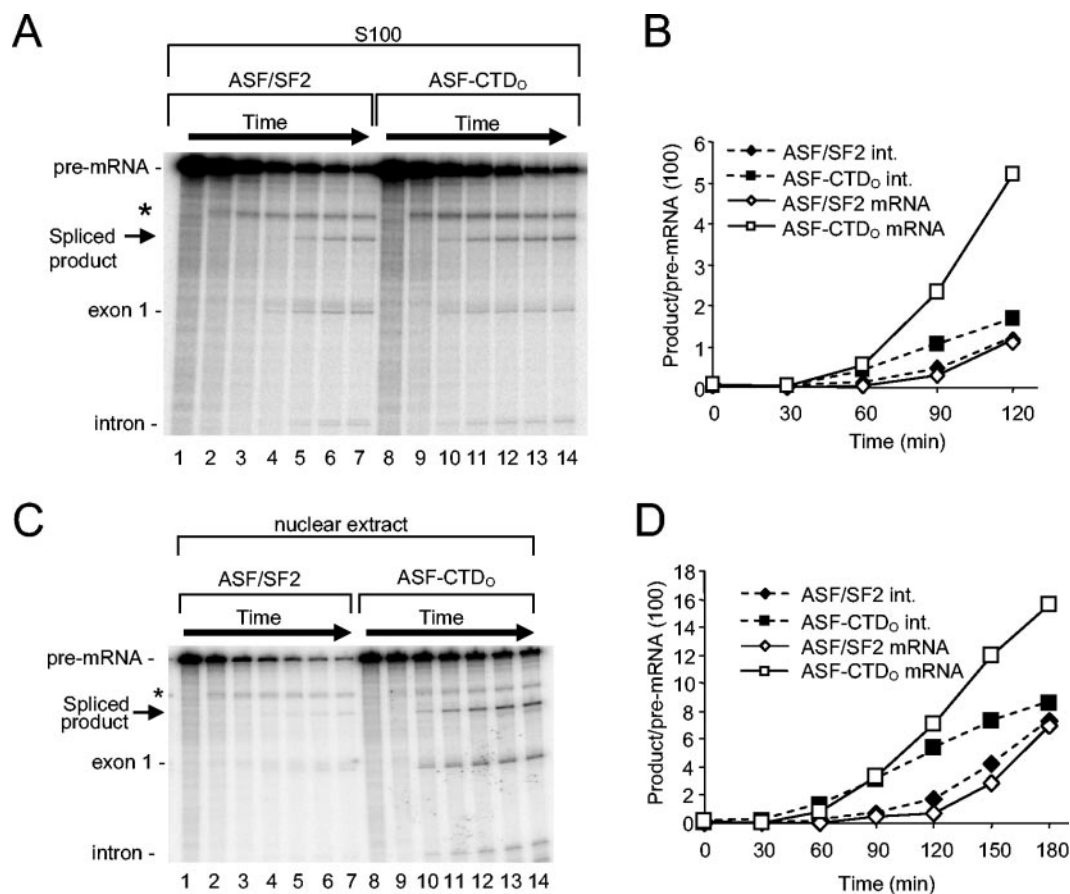 A
S100
ASF/SF2 ASF-CTDO
Time Time
pre-mRNA -
*
Spliced
product
exon 1 -
intron -
1 2 3 4 5 6 7 8 9 10 11 12 13 14
B
Product/pre-mRNA (100)
6
5
4
3
2
1
0
ASF/SF2 int.
ASF-CTDO int.
ASF/SF2 mRNA
ASF-CTDO mRNA
0 30 60 90 120
Time (min)
C
nuclear extract
ASF/SF2 ASF-CTDO
Time Time
pre-mRNA -
*-
Spliced
product
exon 1 -
intron -
1 2 3 4 5 6 7 8 9 10 11 12 13 14
D
Product/pre-mRNA (100)
18
16
14
12
10
8
6
4
2
0
ASF/SF2 int.
ASF-CTDO int.
ASF/SF2 mRNA
ASF-CTDO mRNA
0 30 60 90 120 150 180
Time (min)